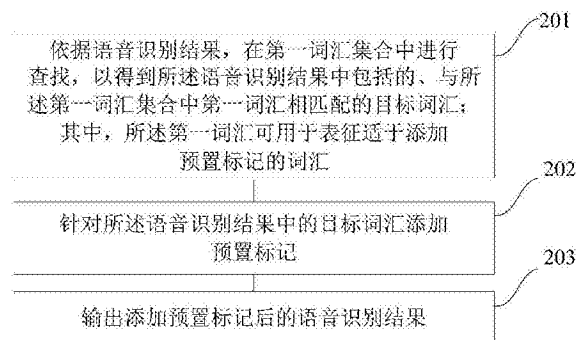 201
依据语音识别结果，在第一词汇集合中进行
查找，以得到所述语音识别结果中包括的、与所
述第一词汇集合中第一词汇相匹配的目标词汇；
其中，所述第一词汇可用于表征适于添加
预置标记的词汇
202
针对所述语音识别结果中的目标词汇添加
预置标记
203
输出添加预置标记后的语音识别结果